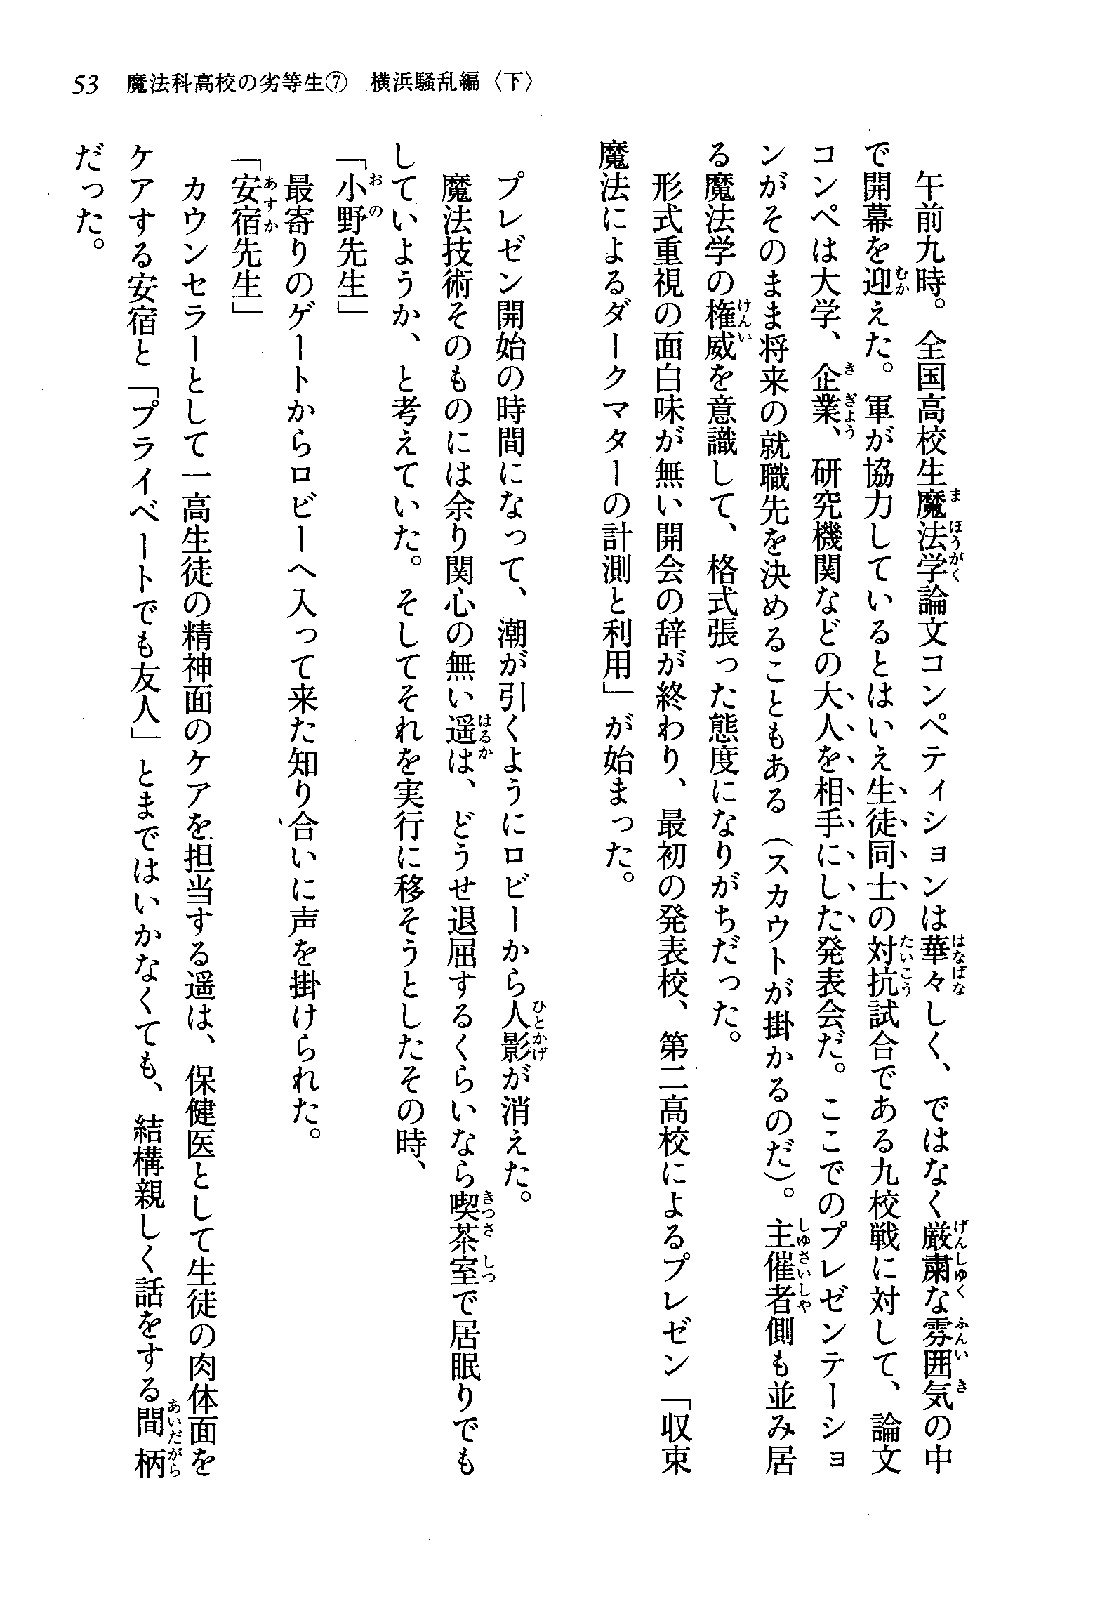 53 魔法科高校の劣等生⑦ 横浜騒乱編〈下〉
午前九時。全国高校生魔法学論文コンペティションは華々しく、ではなく厳粛な雰囲気の中
で開幕を迎えた。軍が協力しているとはいえ生徒同士の対抗試合である九校戦に対して、論文
コンペは大学、企業、研究機関などの大人を相手にした発表会だ。ここでのプレゼンテーショ
ンがそのまま将来の就職先を決めることもある（スカウトが掛かるのだ）。主催者側も並み居
る魔法学の権威を意識して、格式張った態度になりがちだった。
形式重視の面白味が無い開会の辞が終わり、最初の発表校、第二高校によるプレゼン「収束
魔法によるダークマターの計測と利用」が始まった。
プレゼン開始の時間になって、潮が引くようにロビーから人影が消えた。
魔法技術そのものには余り関心の無い遥は、どうせ退屈するくらいなら喫茶室で居眠りでも
していようか、と考えていた。そしてそれを実行に移そうとしたその時、
「小野先生」
最寄りのゲートからロビーへ入って来た知り合いに声を掛けられた。
「安宿先生」
カウンセラーとして一高生徒の精神面のケアを担当する遥は、保健医として生徒の肉体面を
ケアする安宿と「プライベートでも友人」とまではいかなくても、結構親しく話をする間柄
だった。